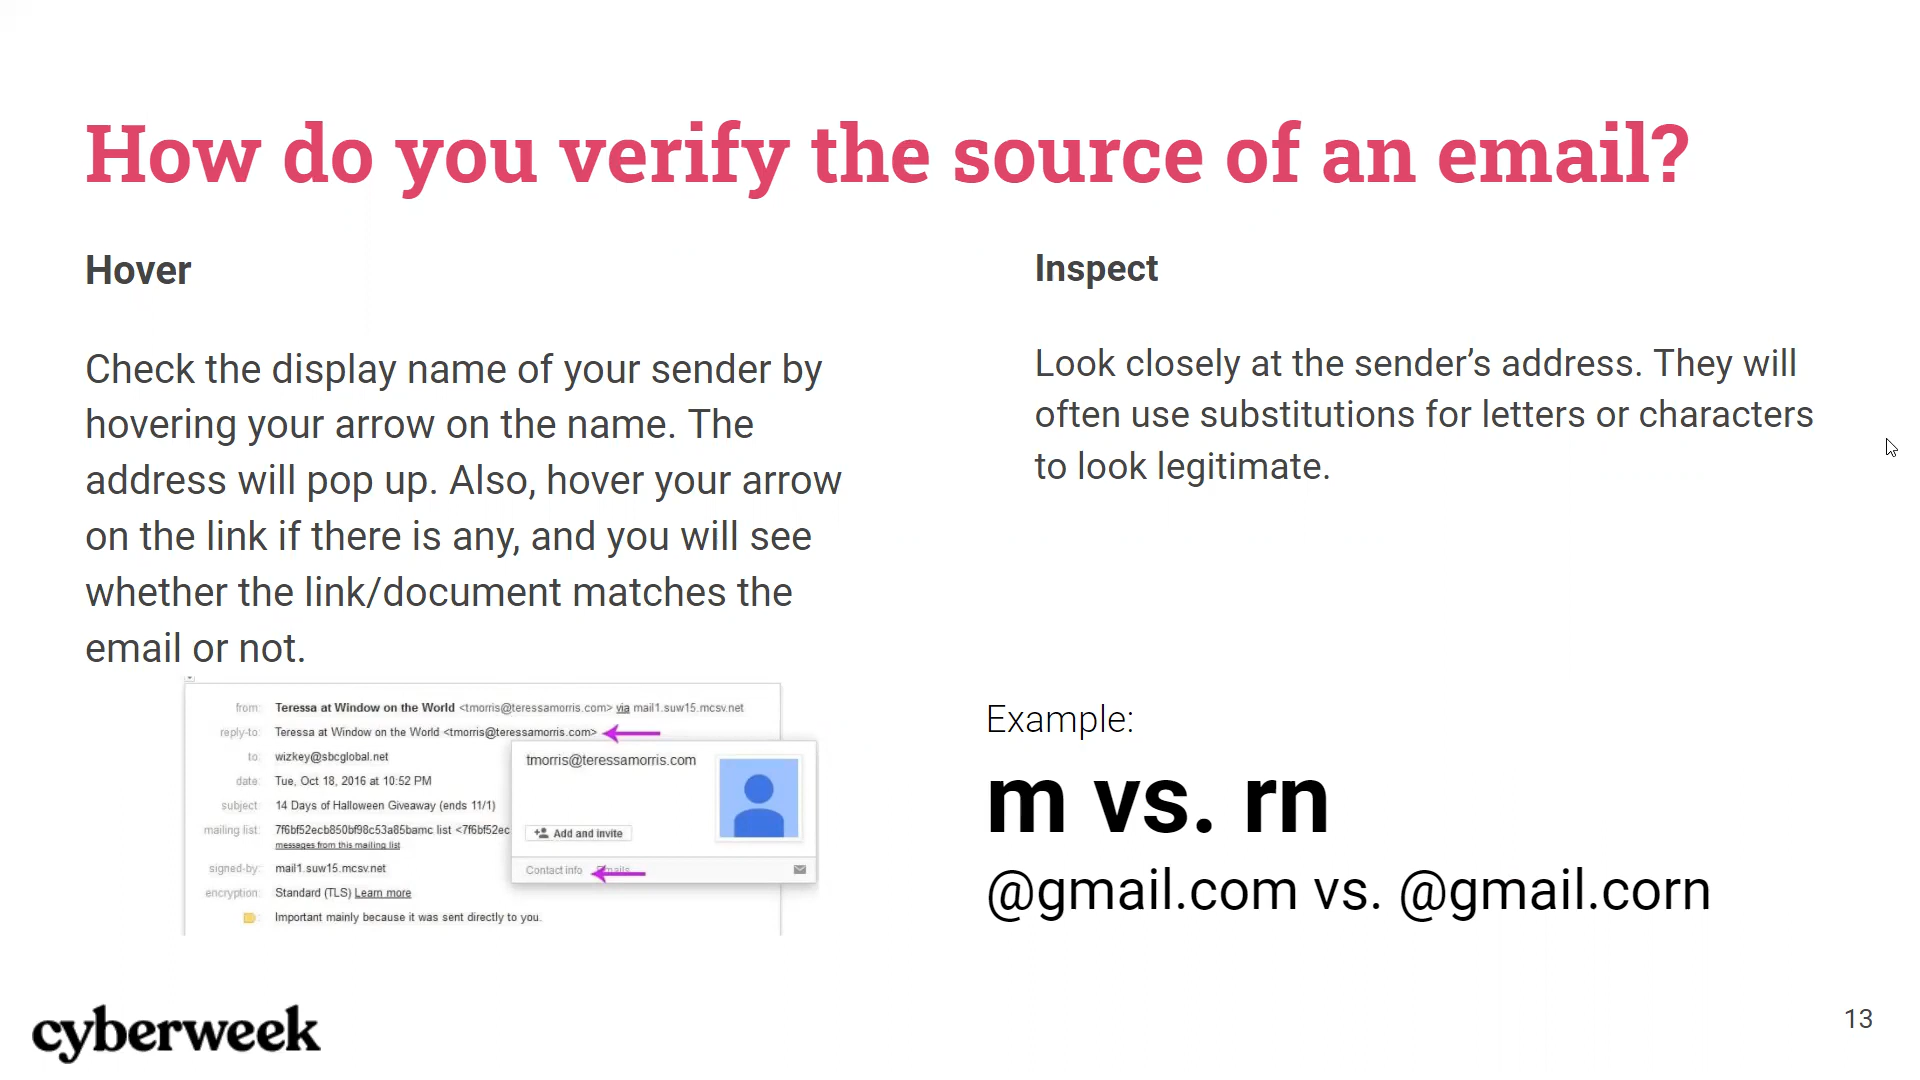 How do you verify the source of an email?
Hover
Check the display name of your sender by
hovering your arrow on the name. The
address will pop up. Also, hover your arrow
on the link if there is any, and you will see
whether the link/document matches the
email or not.
from: Teressa at Window on the World <tmorris@teressamorris.com> via mail1.suw15.mcsv.net
reply-to: Teressa at Window on the World <tmorris@teressamorris.com>
to: wizkey@sbcglobal.net
date: Tue, Oct 18, 2016 at 10:52 PM
subject: 14 Days of Halloween Giveaway (ends 11/1)
mailing list: 7f6bf52ecb850bf98c53a85bamc list <7f6bf52ec
messages from this mailing list
signed-by: mail1.suw15.mcsv.net
encryption: Standard (TLS) Learn more
Important mainly because it was sent directly to you.
tmorris@teressamorris.com
Add and invite
Contact info Emails
Inspect
Look closely at the sender’s address. They will
often use substitutions for letters or characters
to look legitimate.
Example:
m vs. rn
@gmail.com vs. @gmail.corn
cyberweek
13